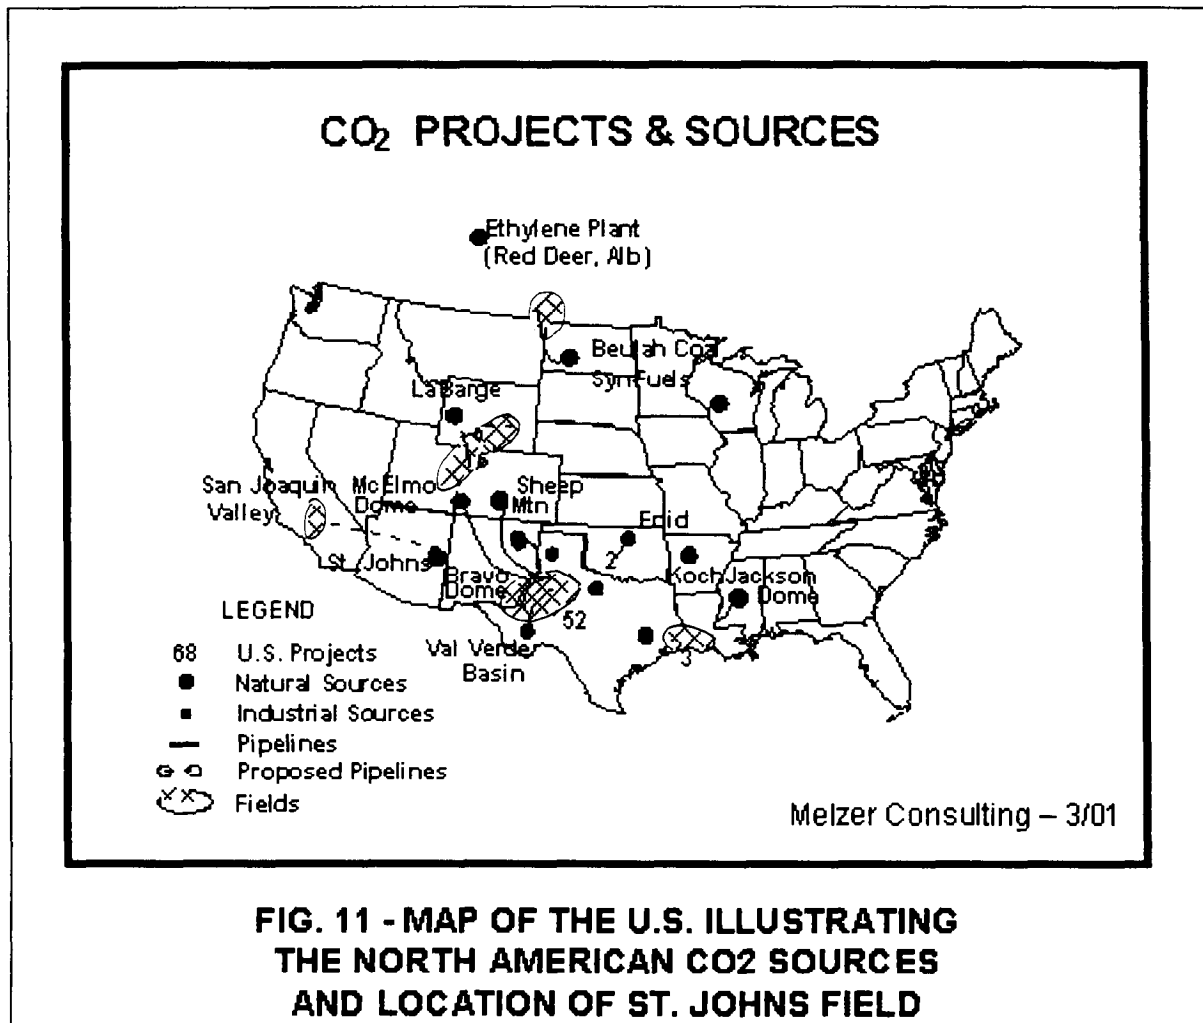 CO2 PROJECTS & SOURCES
Ethylene Plant
(Red Deer, Alb)
Beulah Coal
SynFuels
LaBarge
San Joaquin
Valley
McElmo
Dome
Sheep
Mtn
Enid
2
St. Johns
Bravo
Dome
Koch
Jackson
Dome
52
Val Verde
Basin
3
LEGEND
68 U.S. Projects
Natural Sources
Industrial Sources
Pipelines
Proposed Pipelines
Fields
Melzer Consulting – 3/01
FIG. 11 - MAP OF THE U.S. ILLUSTRATING
THE NORTH AMERICAN CO2 SOURCES
AND LOCATION OF ST. JOHNS FIELD